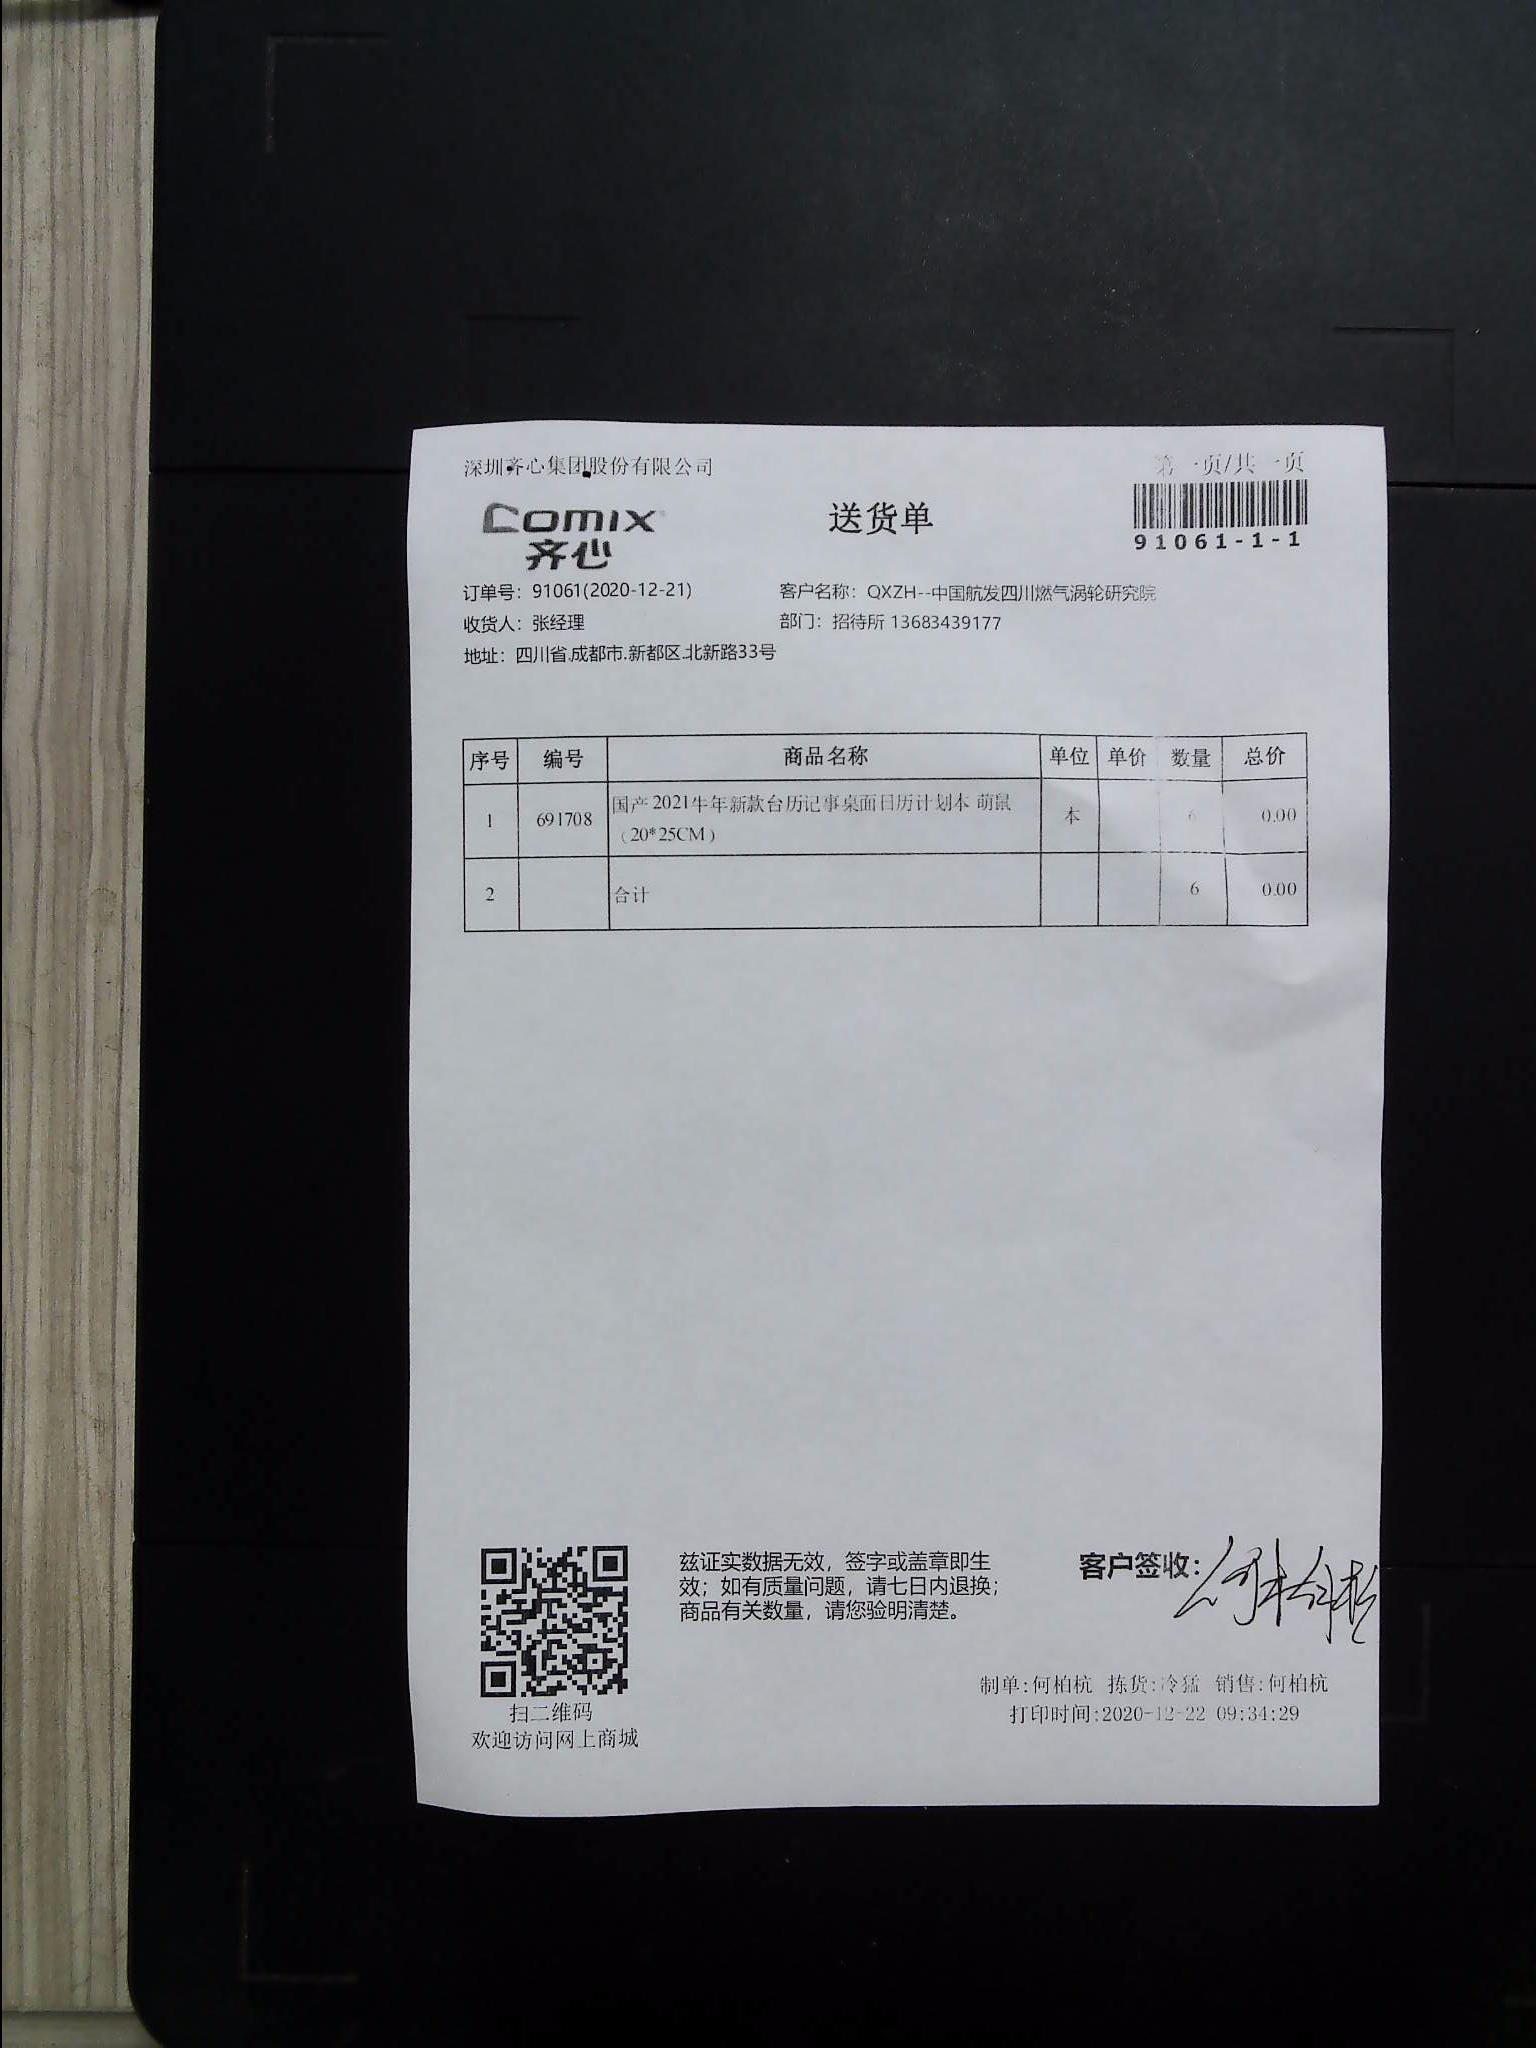 深圳齐心集团股份有限公司
第一页/共一页
Comix
齐心
送货单
91061-1-1
订单号：91061(2020-12-21)
客户名称：QXZH--中国航发四川燃气涡轮研究院
收货人：张经理
部门：招待所 13683439177
地址：四川省.成都市.新都区.北新路33号
序号 编号 商品名称 单位 单价 数量 总价
1 691708 国产 2021牛年新款台历记事桌面日历计划本 萌鼠 本 6 0.00
（20*25CM）
2 合计 6 0.00
兹证实数据无效，签字或盖章即生
效；如有质量问题，请七日内退换；
商品有关数量，请您验明清楚。
客户签收：何柏杭
扫二维码
欢迎访问网上商城
制单:何柏杭 拣货:冷猛 销售:何柏杭
打印时间:2020-12-22 09:34:29